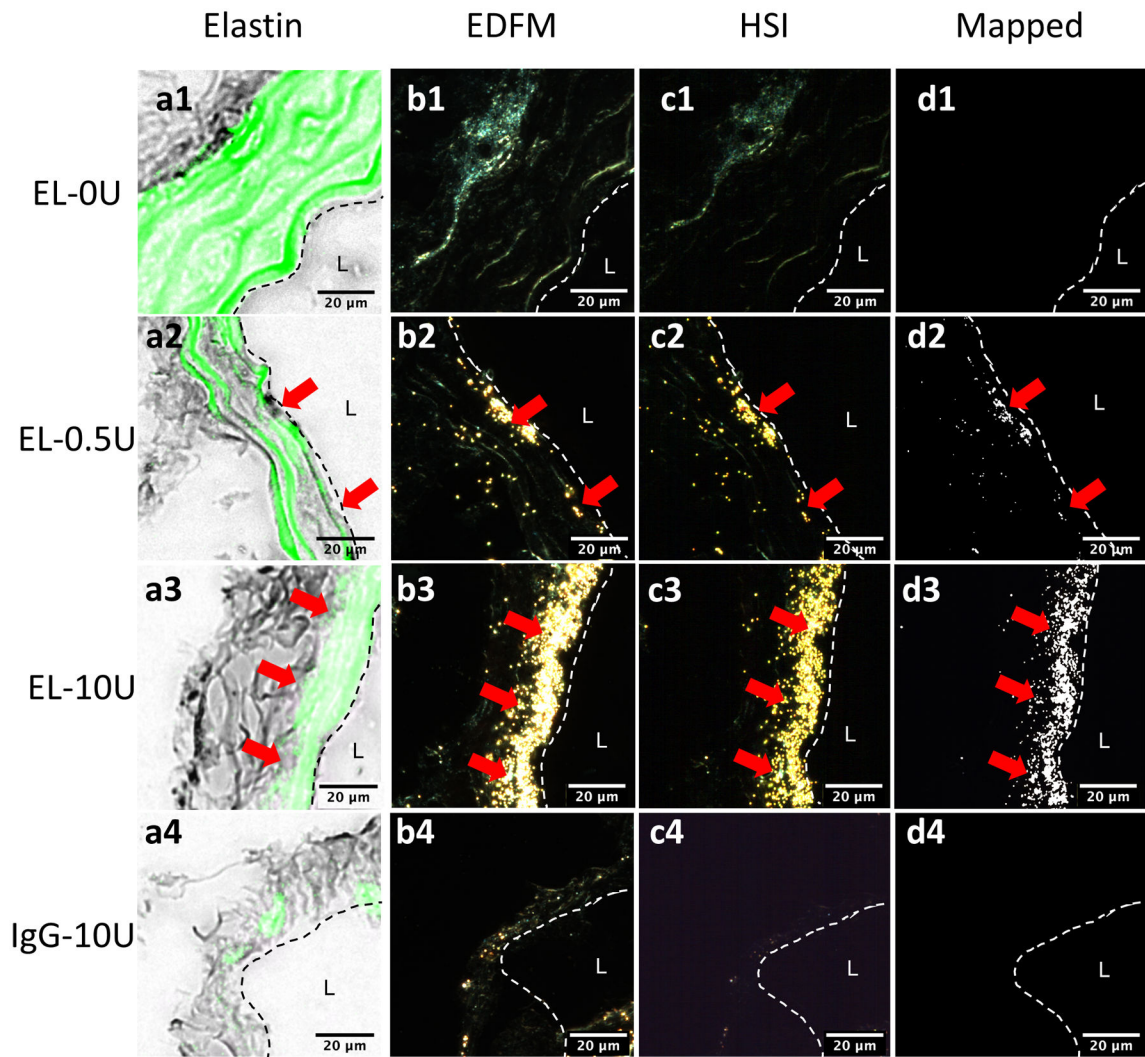 Elastin EDFM HSI Mapped
EL-0U
a1 b1 c1 d1
L L L L
20 µm 20 µm 20 µm 20 µm
EL-0.5U
a2 b2 c2 d2
L L L L
20 µm 20 µm 20 µm 20 µm
EL-10U
a3 b3 c3 d3
L L L L
20 µm 20 µm 20 µm 20 µm
IgG-10U
a4 b4 c4 d4
L L L L
20 µm 20 µm 20 µm 20 µm